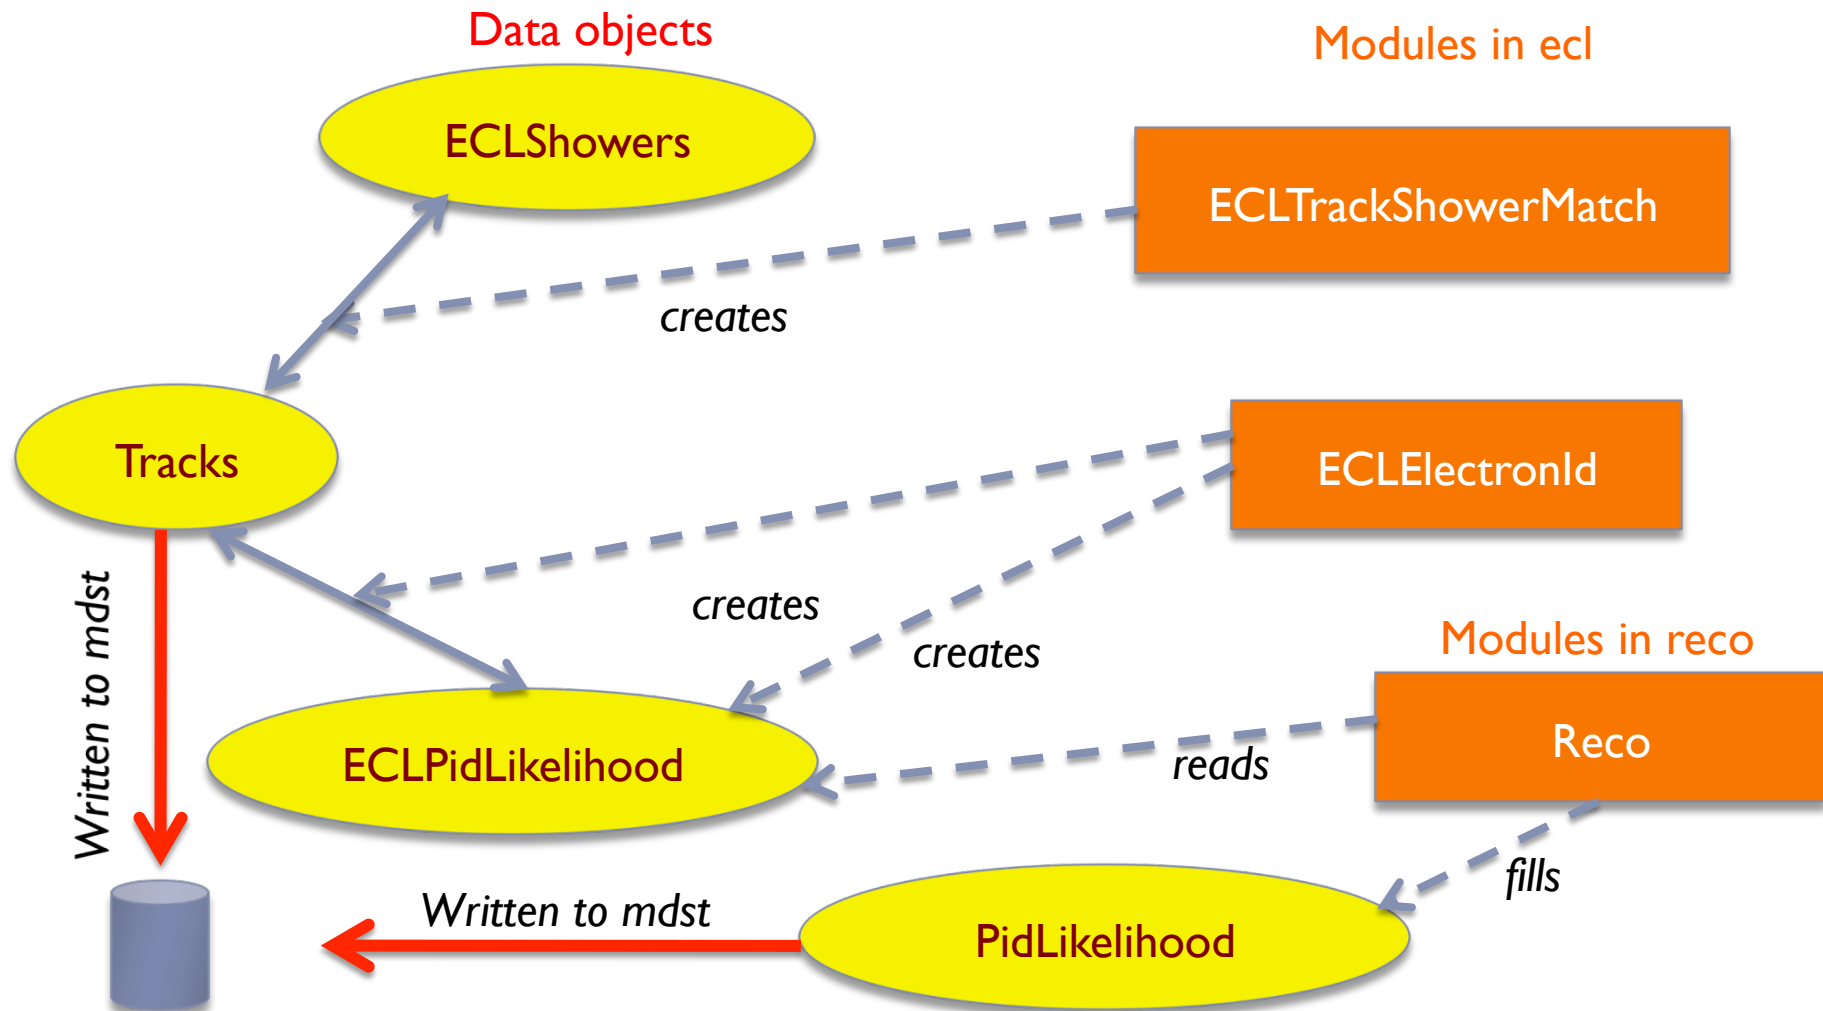 Data objects
Modules in ecl
ECLShowers
ECLTrackShowerMatch
creates
Tracks
ECLElectronId
Written to mdst
creates
creates
Modules in reco
ECLPidLikelihood
reads
Reco
fills
Written to mdst
PidLikelihood